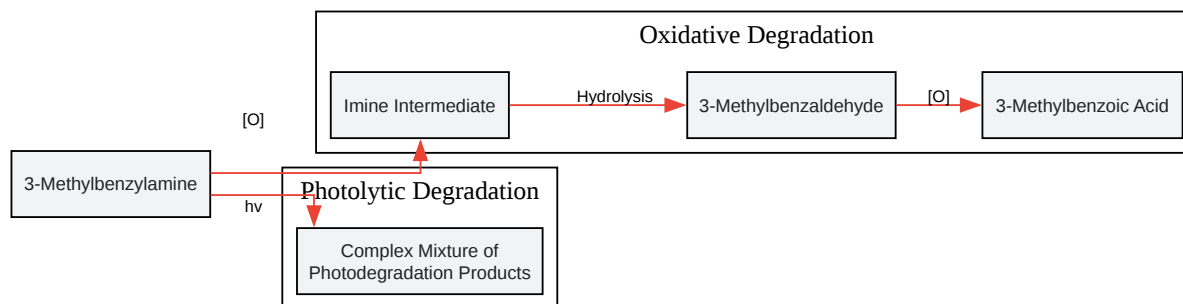 Oxidative Degradation
Imine Intermediate
Hydrolysis
3-Methylbenzaldehyde
[O]
3-Methylbenzoic Acid
[O]
3-Methylbenzylamine
hv
Photolytic Degradation
Complex Mixture of
Photodegradation Products